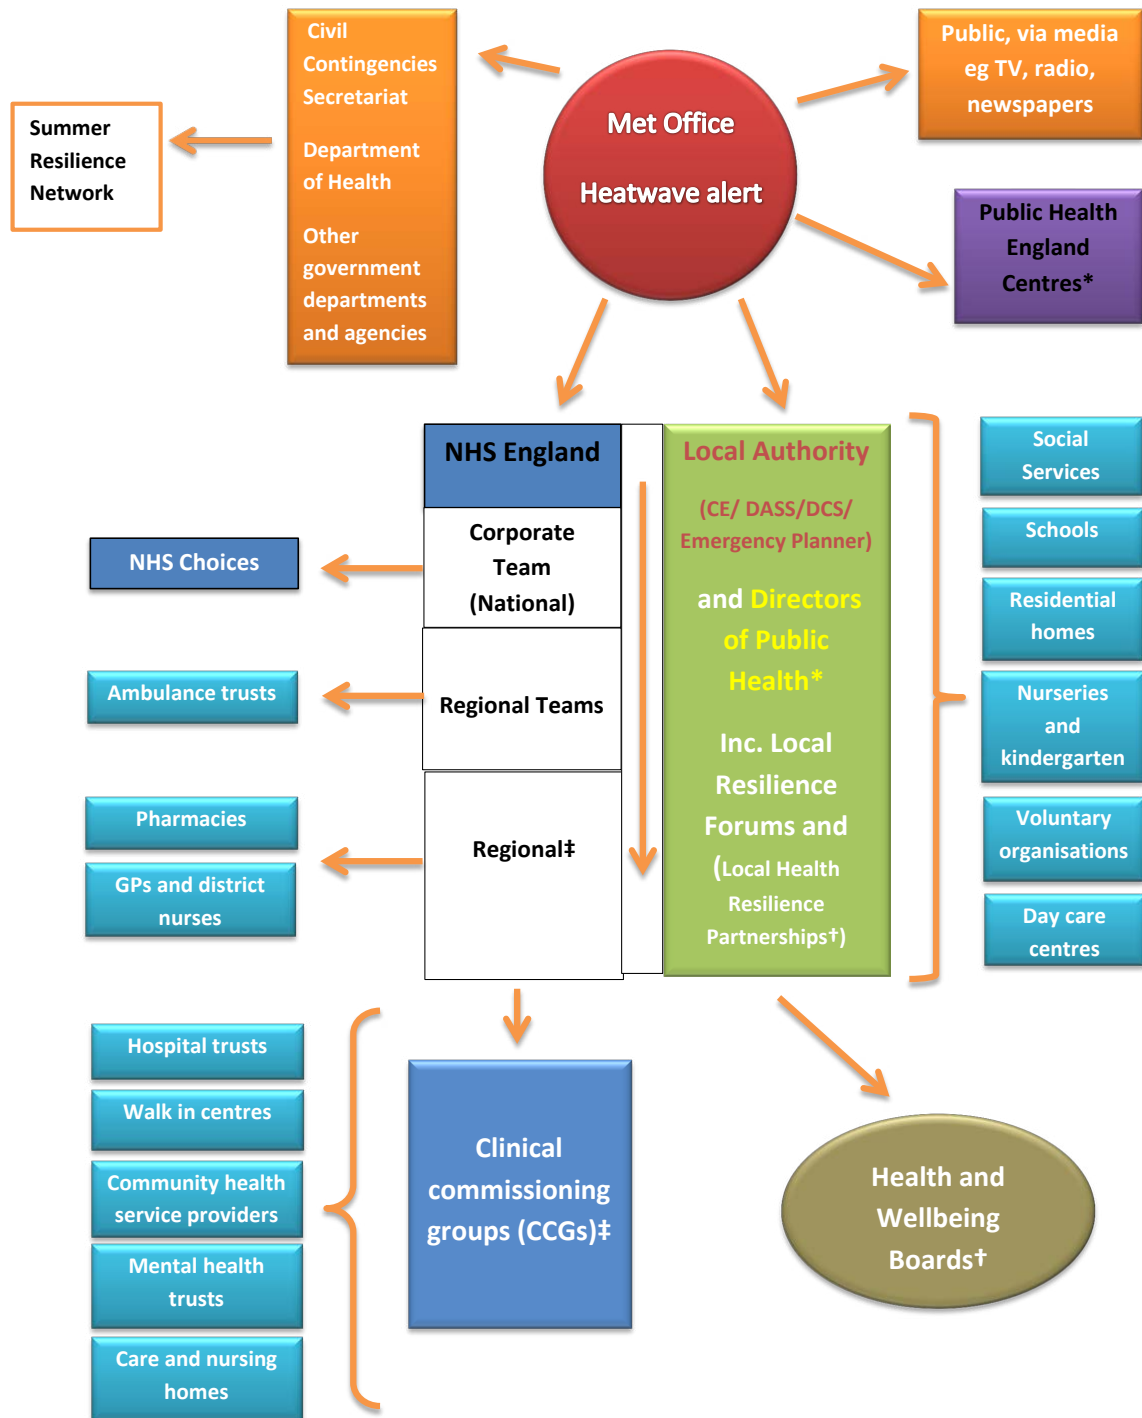 Civil
Contingencies
Secretariat
Department
of Health
Other
government
departments
and agencies
Summer
Resilience
Network
Met Office
Heatwave alert
Public, via media
eg TV, radio,
newspapers
Public Health
England
Centres*
NHS England
Corporate
Team
(National)
Regional Teams
Regional‡
NHS Choices
Ambulance trusts
Pharmacies
GPs and district
nurses
Local Authority
(CE/ DASS/DCS/
Emergency Planner)
and Directors
of Public
Health*
Inc. Local
Resilience
Forums and
(Local Health
Resilience
Partnerships†)
Social
Services
Schools
Residential
homes
Nurseries
and
kindergarten
Voluntary
organisations
Day care
centres
Hospital trusts
Walk in centres
Community health
service providers
Mental health
trusts
Care and nursing
homes
Clinical
commissioning
groups (CCGs)‡
Health and
Wellbeing
Boards†